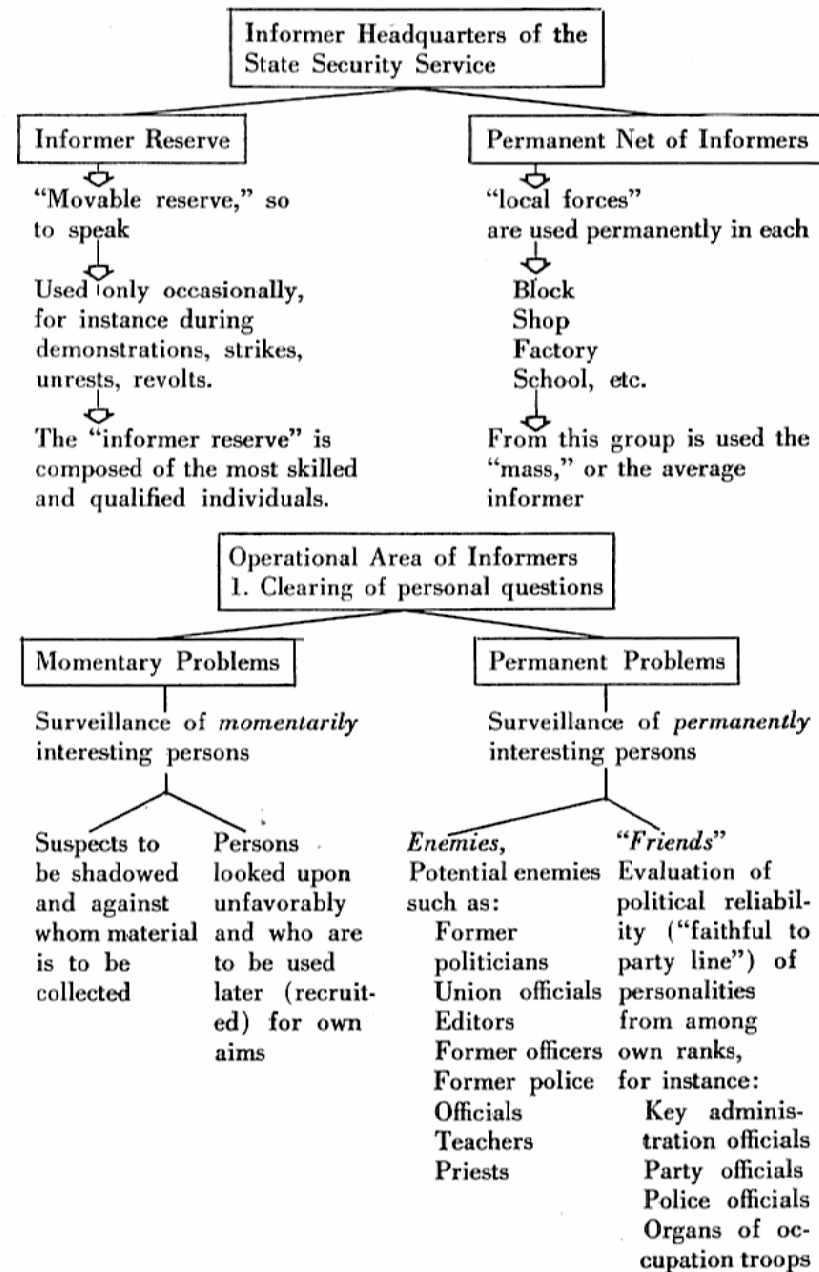 Informer Headquarters of the
State Security Service
Informer Reserve
"Movable reserve," so
to speak
Used only occasionally,
for instance during
demonstrations, strikes,
unrests, revolts.
The "informer reserve" is
composed of the most skilled
and qualified individuals.
Permanent Net of Informers
"local forces"
are used permanently in each
Block
Shop
Factory
School, etc.
From this group is used the
"mass," or the average
informer
Operational Area of Informers
1. Clearing of personal questions
Momentary Problems
Surveillance of momentarily
interesting persons
Suspects to
be shadowed
and against
whom material
is to be
collected
Persons
looked upon
unfavorably
and who are
to be used
later (recruit-
ed) for own
aims
Permanent Problems
Surveillance of permanently
interesting persons
Enemies,
Potential enemies
such as:
Former
politicians
Union officials
Editors
Former officers
Former police
Officials
Teachers
Priests
"Friends"
Evaluation of
political reliabil-
ity ("faithful to
party line") of
personalities
from among
own ranks,
for instance:
Key adminis-
tration officials
Party officials
Police officials
Organs of oc-
cupation troops